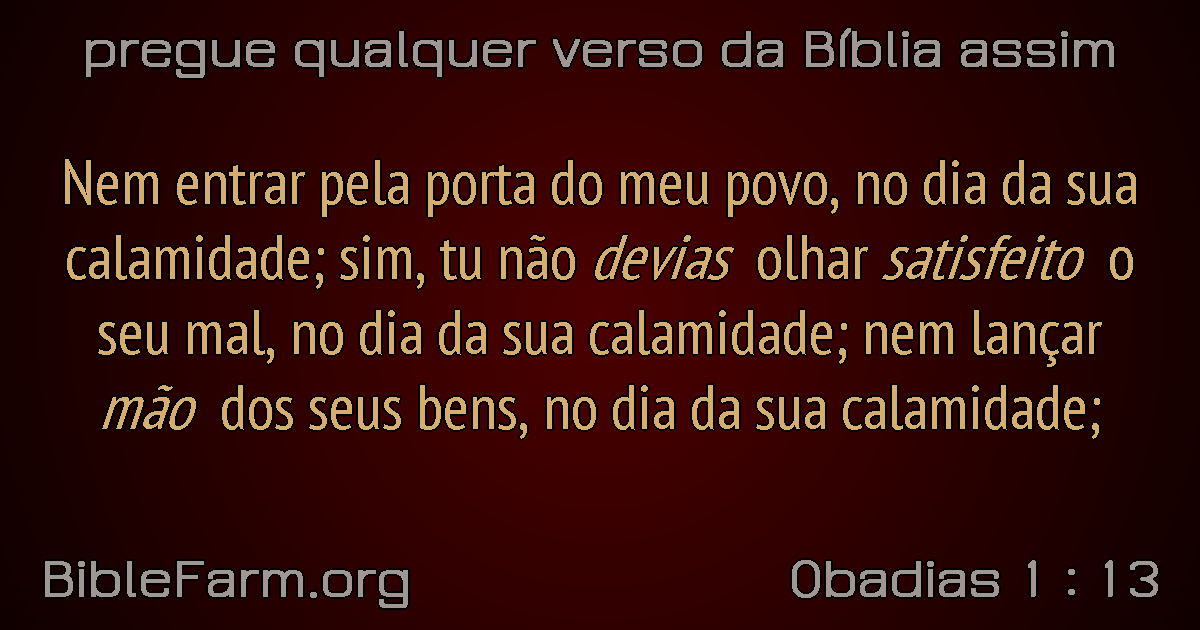 pregue qualquer verso da Bíblia assim
Nem entrar pela porta do meu povo, no dia da sua
calamidade; sim, tu não devias olhar satisfeito o
seu mal, no dia da sua calamidade; nem lançar
mão dos seus bens, no dia da sua calamidade;
BibleFarm.org
Obadias 1 : 13